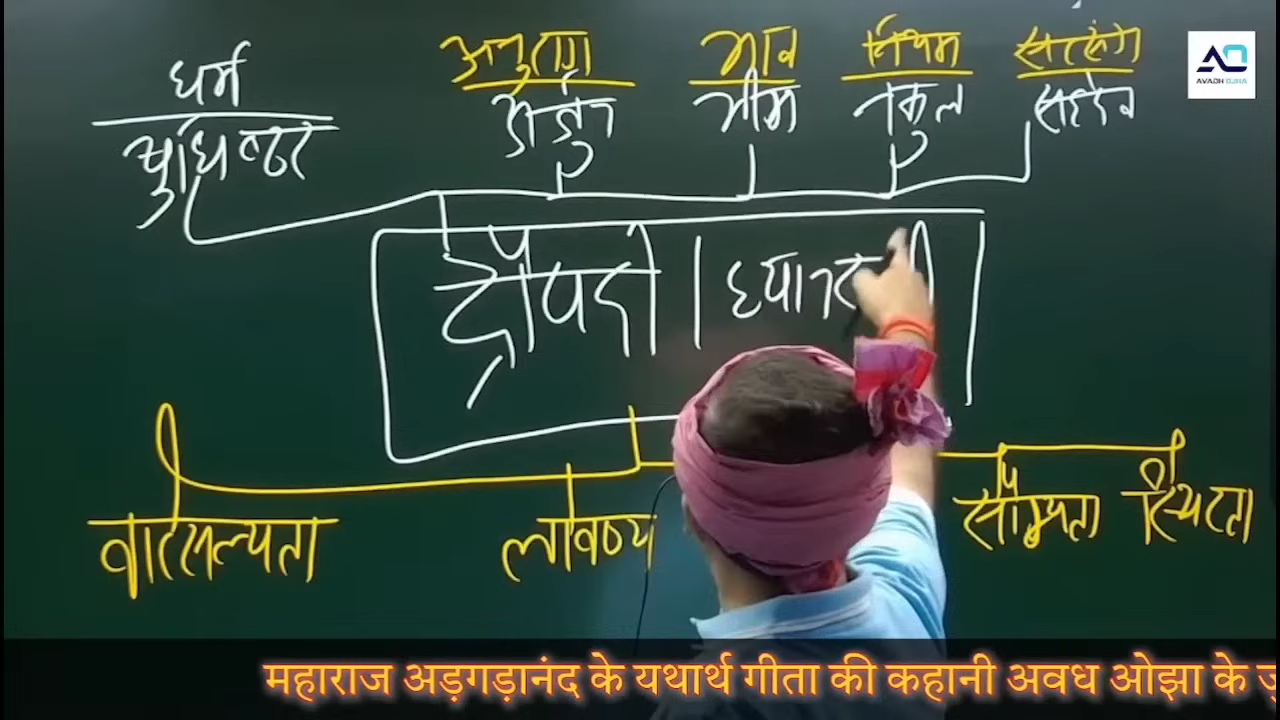 धर्म
युधिष्ठिर
अनुराग
अर्जुन
भाव
भीम
नियम
नकुल
सत्संग
सहदेव
AVADH OJHA
द्रौपदी
वात्सल्यता
लावण्य
सौम्यता
स्थिरता
महाराज अड़गड़ानंद के यथार्थ गीता की कहानी अवध ओझा के